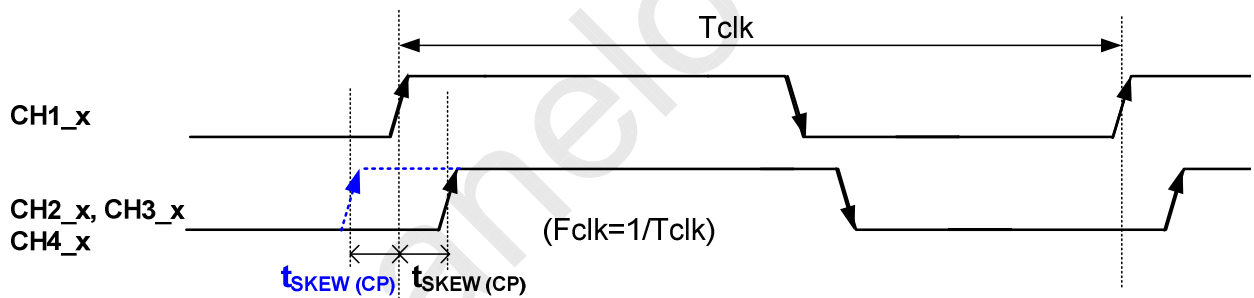 Tclk
CH1_x
CH2_x, CH3_x
CH4_x
(Fclk=1/Tclk)
tSKEW (CP) tSKEW (CP)